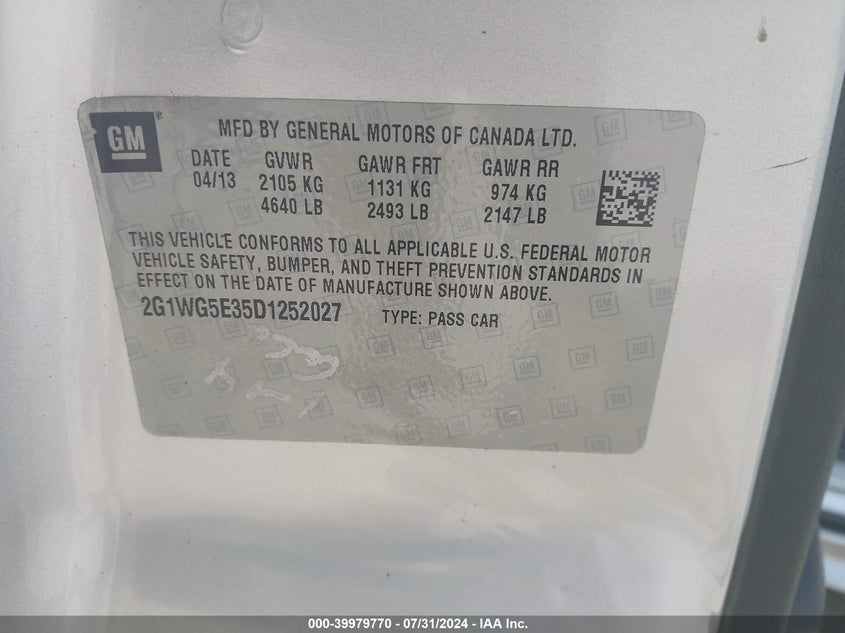 GM
MFD BY GENERAL MOTORS OF CANADA LTD.
DATE GVWR GAWR FRT GAWR RR
04/13 2105 KG 1131 KG 974 KG
4640 LB 2493 LB 2147 LB
THIS VEHICLE CONFORMS TO ALL APPLICABLE U.S. FEDERAL MOTOR
VEHICLE SAFETY, BUMPER, AND THEFT PREVENTION STANDARDS IN
EFFECT ON THE DATE OF MANUFACTURE SHOWN ABOVE.
2G1WG5E35D1252027 TYPE: PASS CAR
000-39979770 - 07/31/2024 - IAA Inc.